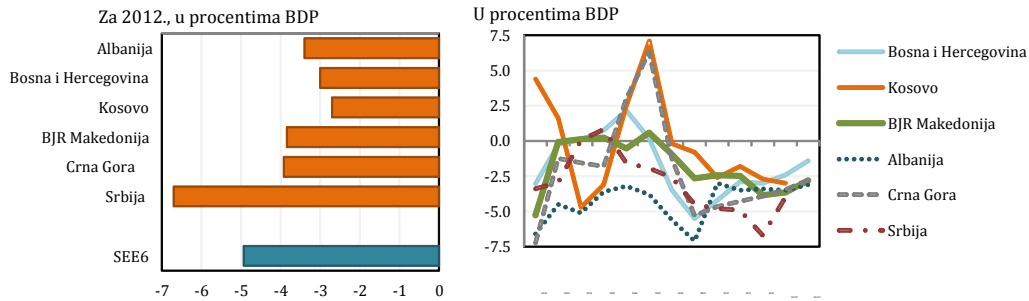 Za 2012., u procentima BDP
Albanija
Bosna i Hercegovina
Kosovo
BJR Makedonija
Crna Gora
Srbija
SEE6
-7 -6 -5 -4 -3 -2 -1 0
U procentima BDP
7.5
5.0
2.5
0.0
-2.5
-5.0
-7.5
Bosna i Hercegovina
Kosovo
BJR Makedonija
Albanija
Crna Gora
Srbija